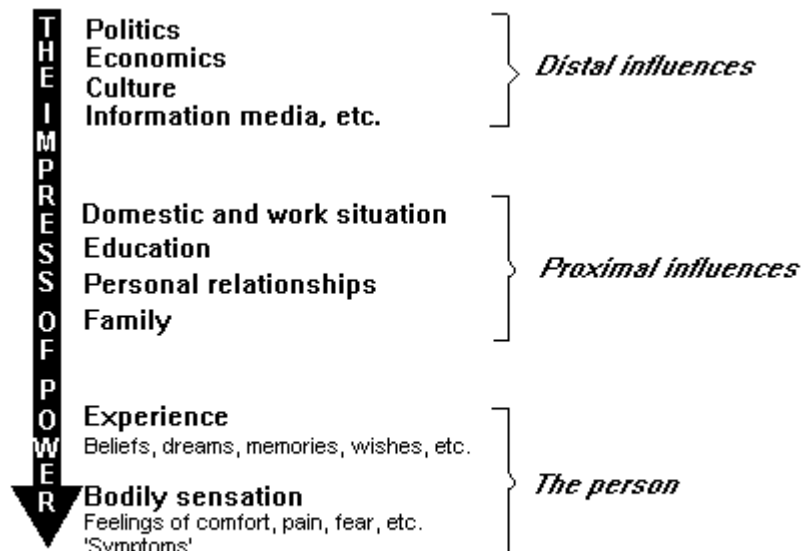 THE IMPRESS OF POWER
Politics
Economics
Culture
Information media, etc.
Distal influences
Domestic and work situation
Education
Personal relationships
Family
Proximal influences
Experience
Beliefs, dreams, memories, wishes, etc.
Bodily sensation
Feelings of comfort, pain, fear, etc.
'Symptoms'
The person